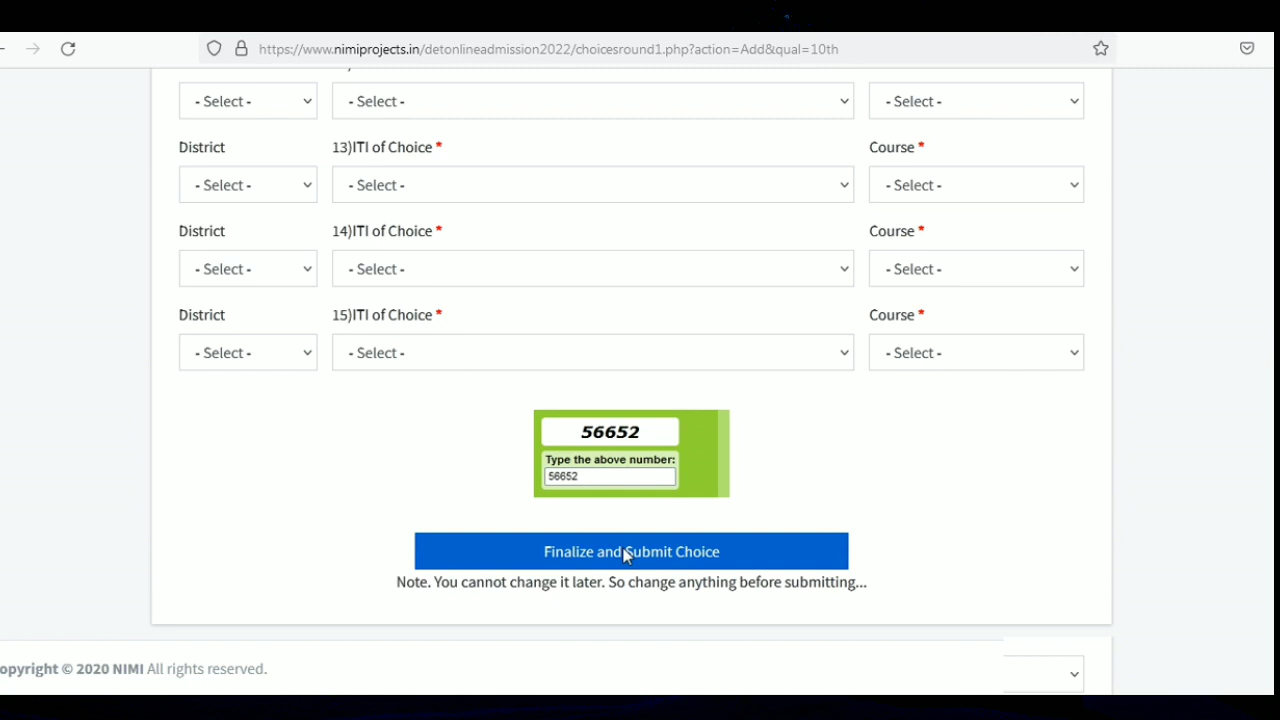 https://www.nimiprojects.in/detonlineadmission2022/choicesround1.php?action=Add&qual=10th
- Select - - Select - - Select -
District 13)ITI of Choice * Course *
- Select - - Select - - Select -
District 14)ITI of Choice * Course *
- Select - - Select - - Select -
District 15)ITI of Choice * Course *
- Select - - Select - - Select -
56652
Type the above number:
56652
Finalize and Submit Choice
Note. You cannot change it later. So change anything before submitting...
opyright © 2020 NIMI All rights reserved.